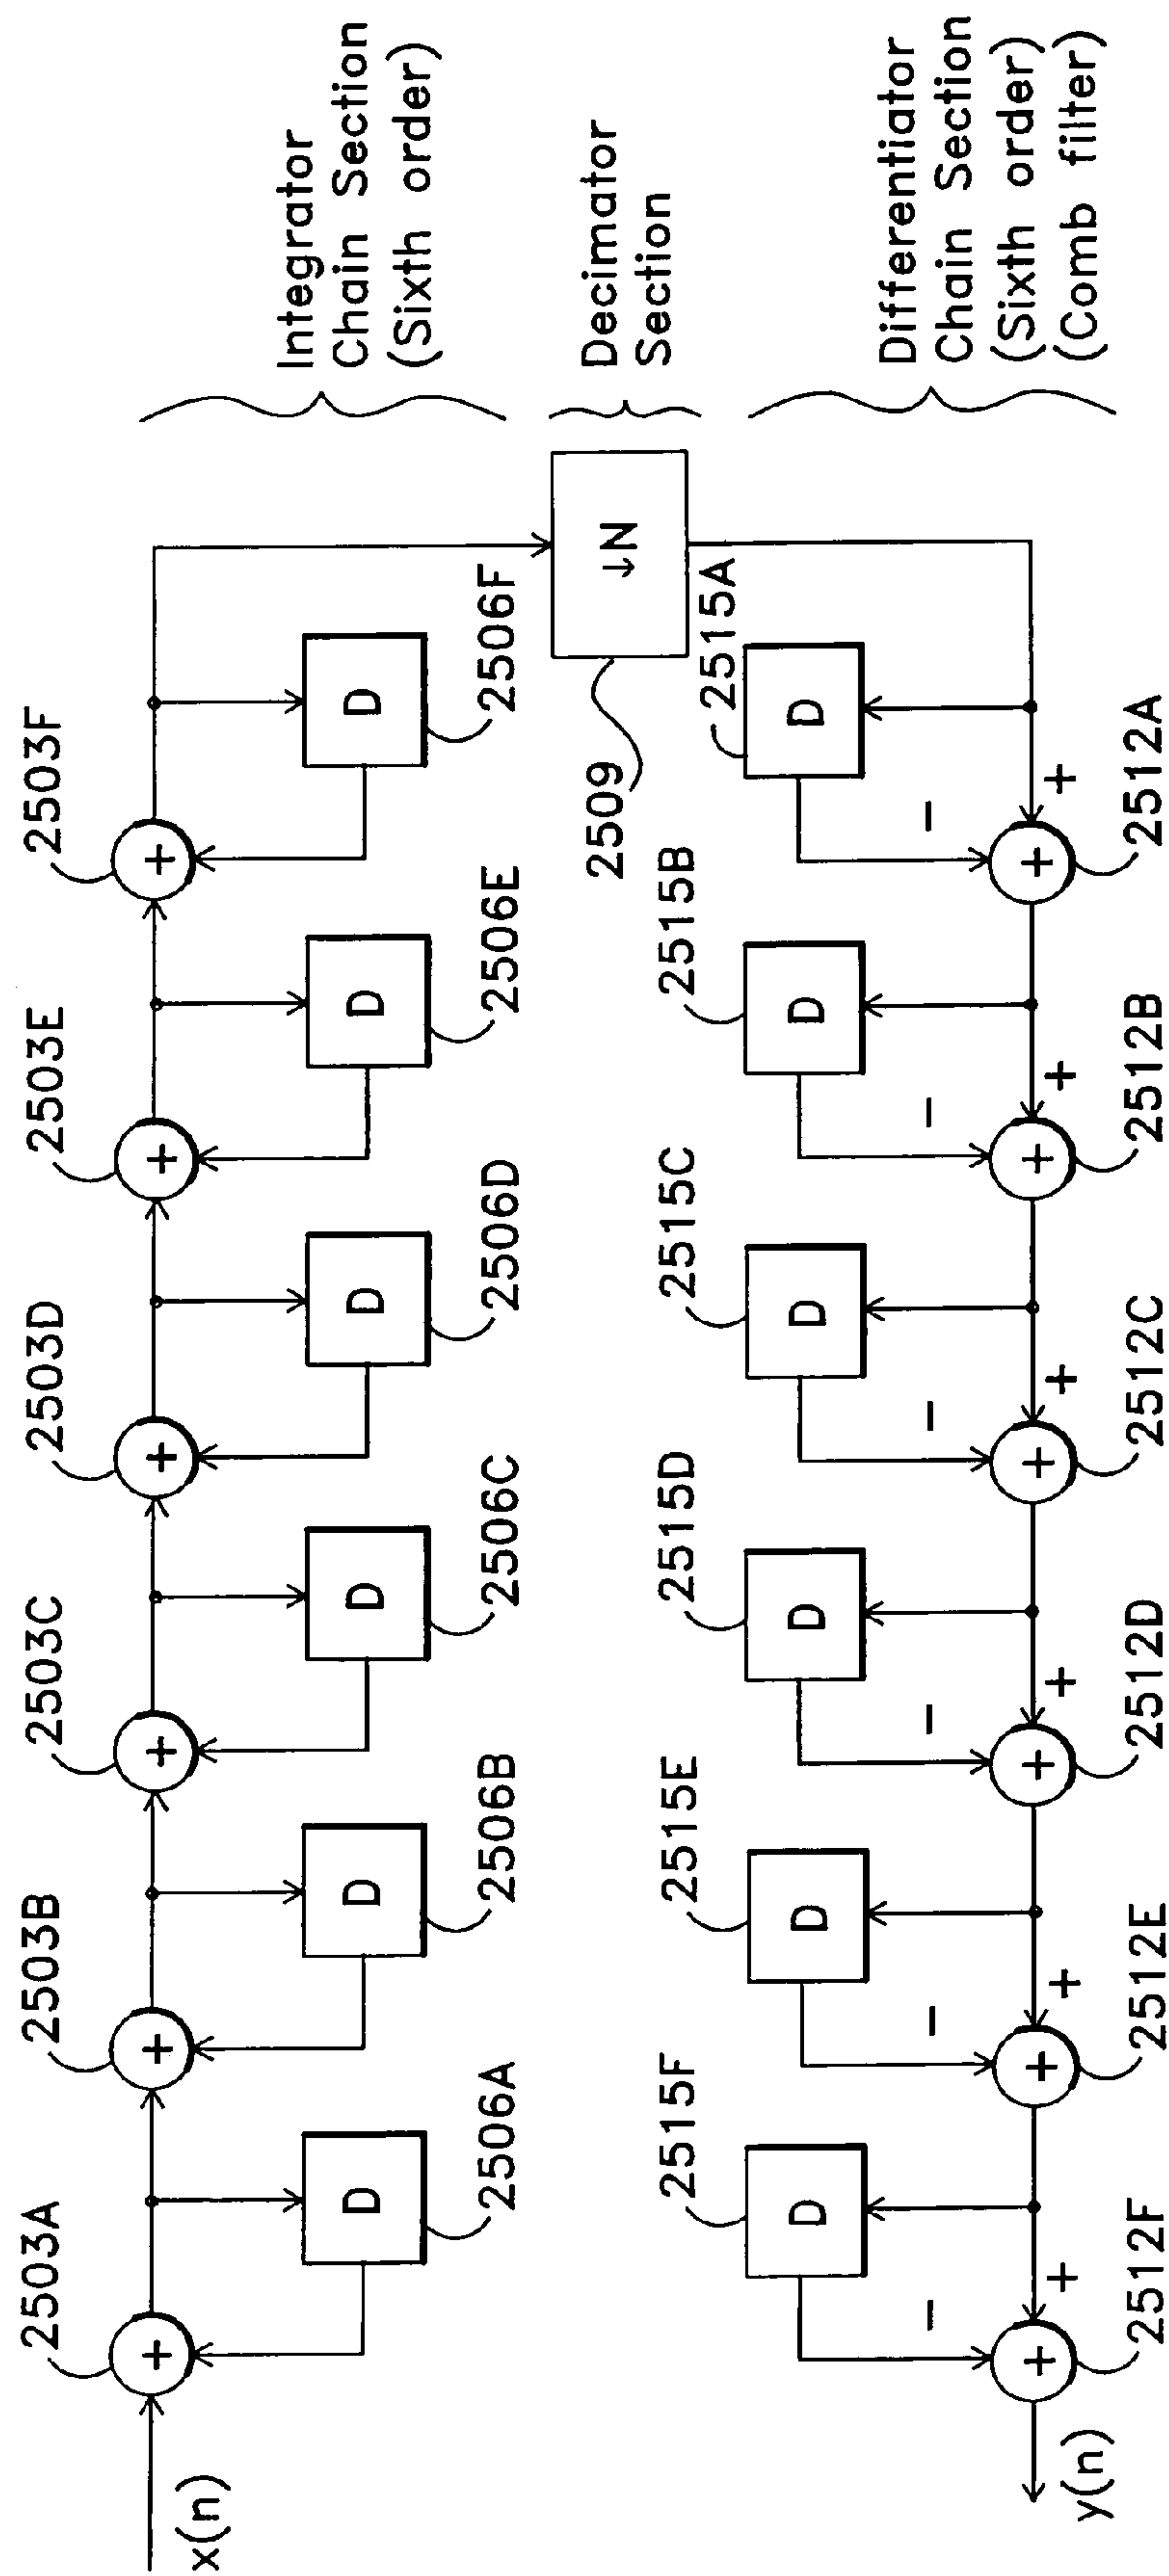 2503A
2503B
2503C
2503D
2503E
2503F
+
+
+
+
+
+
x(n)
D
D
D
D
D
D
2506A
2506B
2506C
2506D
2506E
2506F
Integrator
Chain Section
(Sixth order)
2509
↓N
Decimator
Section
2515F
2515E
2515D
2515C
2515B
2515A
D
D
D
D
D
D
−
−
−
−
−
−
+
+
+
+
+
+
+
+
+
+
+
+
y(n)
2512F
2512E
2512D
2512C
2512B
2512A
Differentiator
Chain Section
(Sixth order)
(Comb filter)